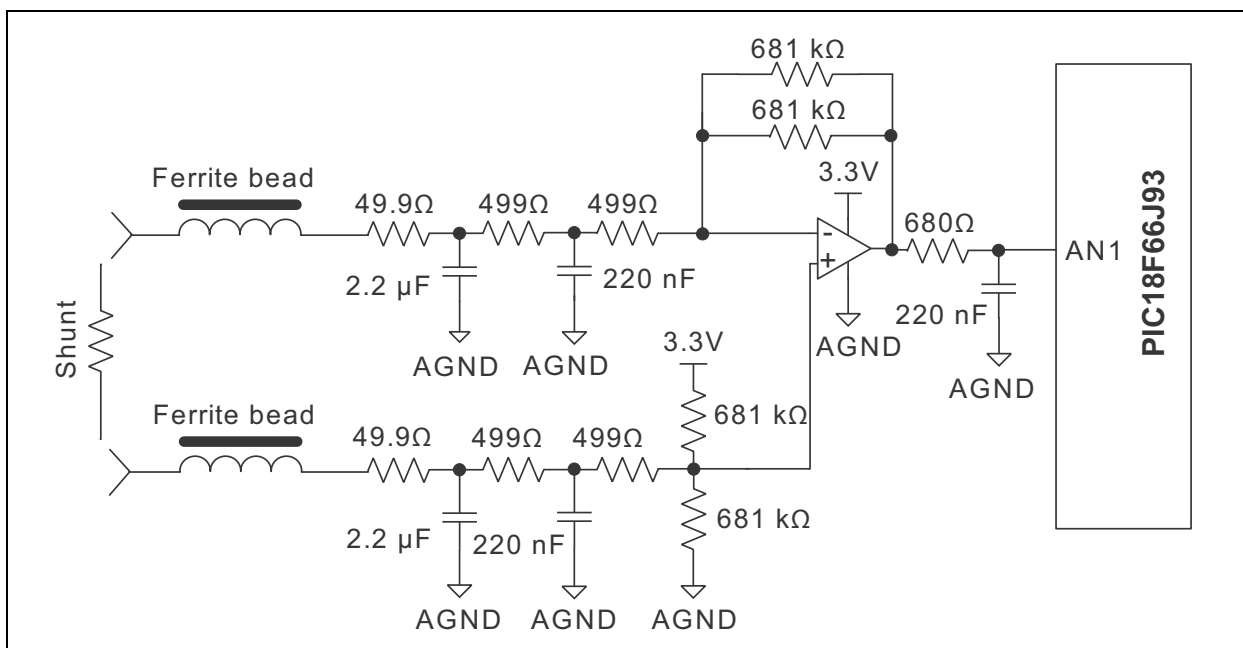 681 kΩ
681 kΩ
3.3V
Ferrite bead
49.9Ω
499Ω
499Ω
680Ω
-
+
AN1
PIC18F66J93
2.2 µF
220 nF
220 nF
Shunt
AGND
AGND
AGND
AGND
3.3V
681 kΩ
Ferrite bead
49.9Ω
499Ω
499Ω
681 kΩ
2.2 µF
220 nF
AGND
AGND
AGND